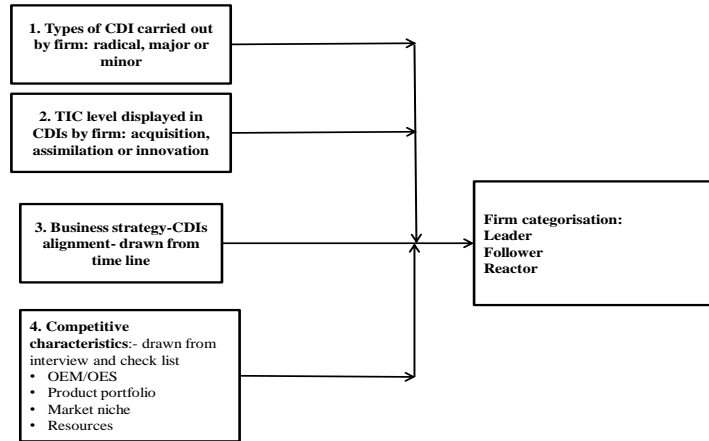 1. Types of CDI carried out
by firm: radical, major or
minor
2. TIC level displayed in
CDIs by firm: acquisition,
assimilation or innovation
3. Business strategy-CDIs
alignment- drawn from
time line
4. Competitive
characteristics:- drawn from
interview and check list
• OEM/OES
• Product portfolio
• Market niche
• Resources
Firm categorisation:
Leader
Follower
Reactor